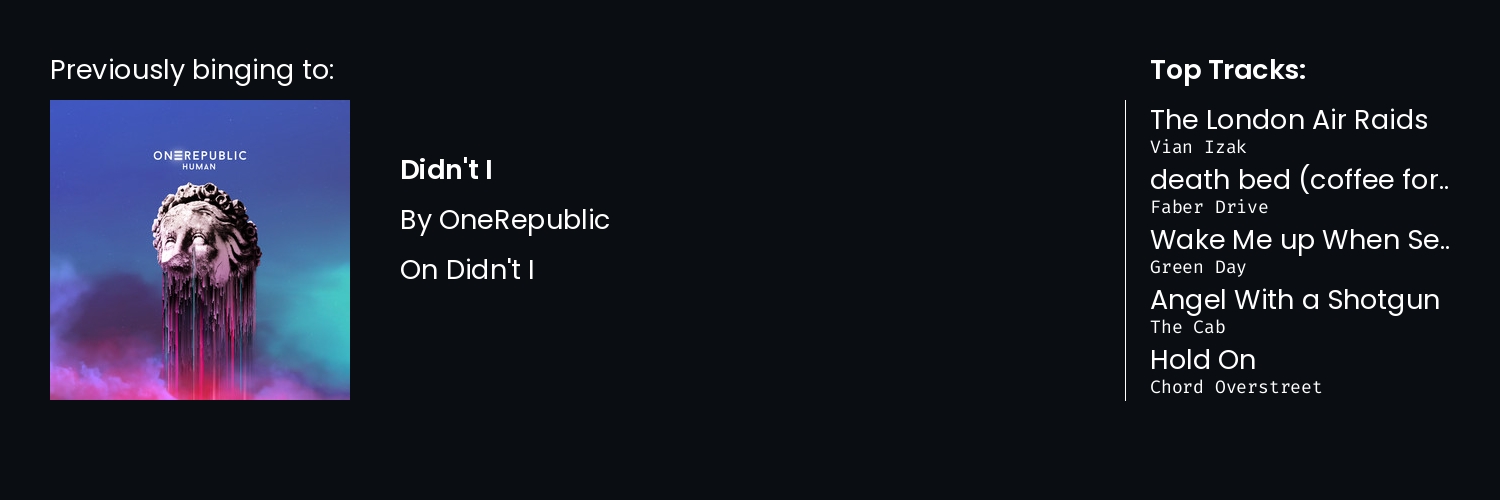 Previously binging to:
ONEREPUBLIC
HUMAN
Didn't I
By OneRepublic
On Didn't I
Top Tracks:
The London Air Raids
Vian Izak
death bed (coffee for..
Faber Drive
Wake Me up When Se..
Green Day
Angel With a Shotgun
The Cab
Hold On
Chord Overstreet